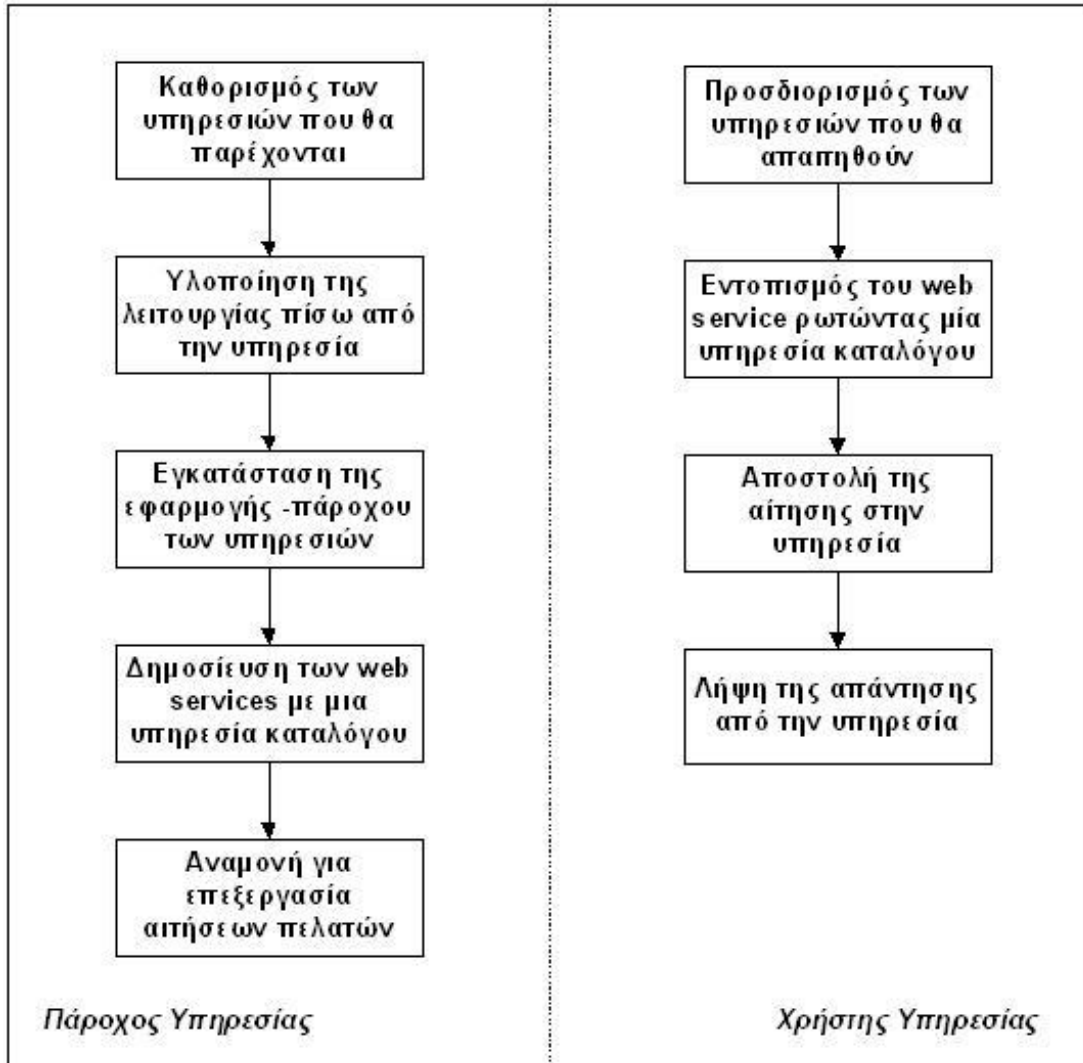 Καθορισμός των
υπηρεσιών που θα
παρέχονται
Υλοποίηση της
λειτουργίας πίσω από
την υπηρεσία
Εγκατάσταση της
εφαρμογής -πάροχου
των υπηρεσιών
Δημοσίευση των web
services με μια
υπηρεσία καταλόγου
Αναμονή για
επεξεργασία
αιτήσεων πελατών
Πάροχος Υπηρεσίας
Προσδιορισμός των
υπηρεσιών που θα
απαιτηθούν
Εντοπισμός του web
service ρωτώντας μία
υπηρεσία καταλόγου
Αποστολή της
αίτησης στην
υπηρεσία
Λήψη της απάντησης
από την υπηρεσία
Χρήστης Υπηρεσίας